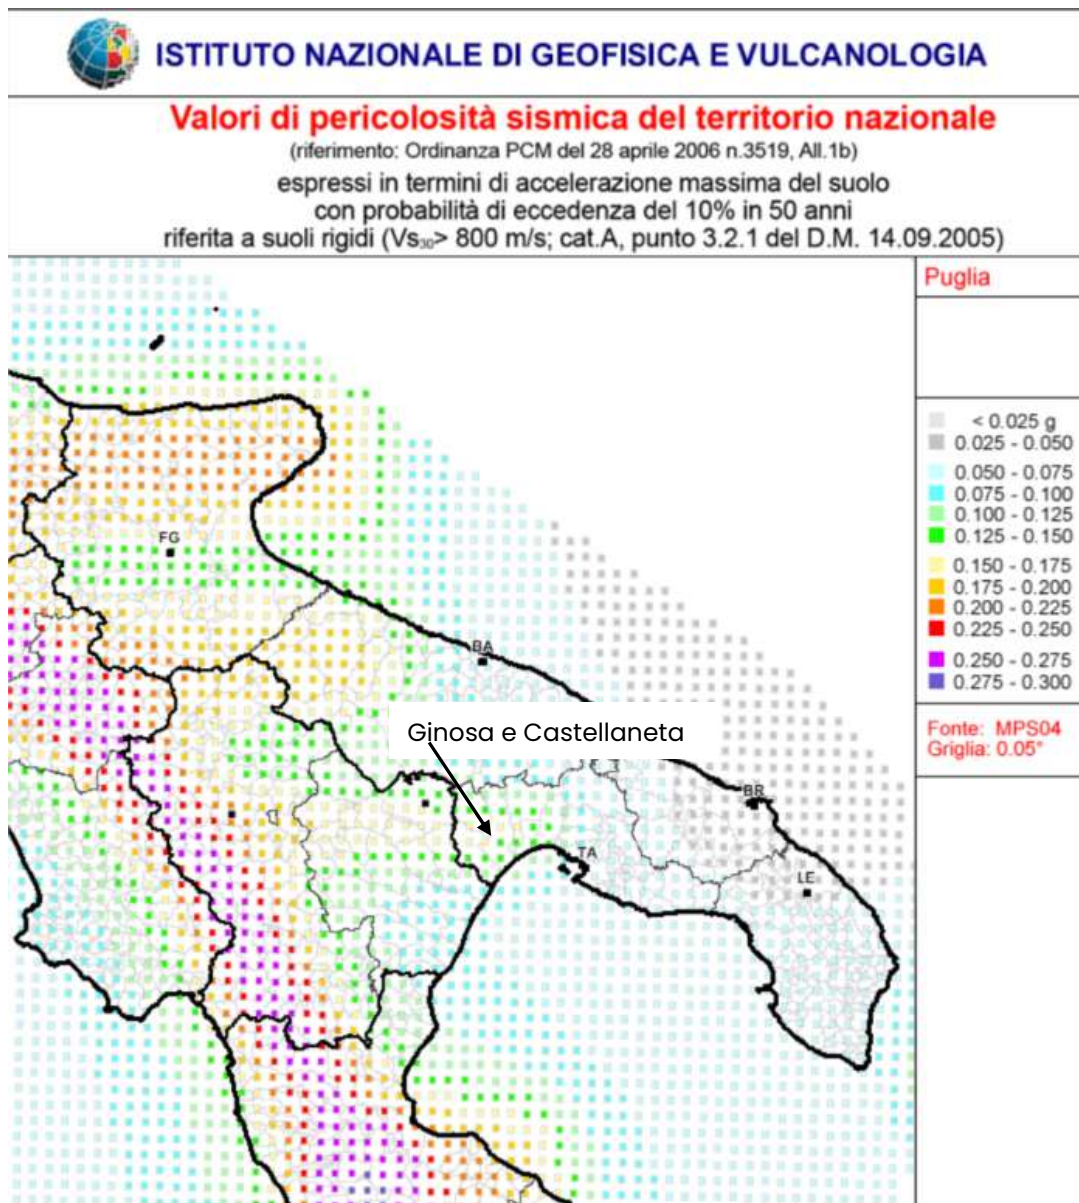 ISTITUTO NAZIONALE DI GEOFISICA E VULCANOLOGIA
Valori di pericolosità sismica del territorio nazionale
(riferimento: Ordinanza PCM del 28 aprile 2006 n.3519, All.1b)
espressi in termini di accelerazione massima del suolo
con probabilità di eccedenza del 10% in 50 anni
riferita a suoli rigidi (Vs₃₀> 800 m/s; cat.A, punto 3.2.1 del D.M. 14.09.2005)
Puglia
< 0.025 g
0.025 - 0.050
0.050 - 0.075
0.075 - 0.100
0.100 - 0.125
0.125 - 0.150
0.150 - 0.175
0.175 - 0.200
0.200 - 0.225
0.225 - 0.250
0.250 - 0.275
0.275 - 0.300
Fonte: MPS04
Griglia: 0.05°
FG
BA
Ginosa e Castellaneta
BR
TA
LE